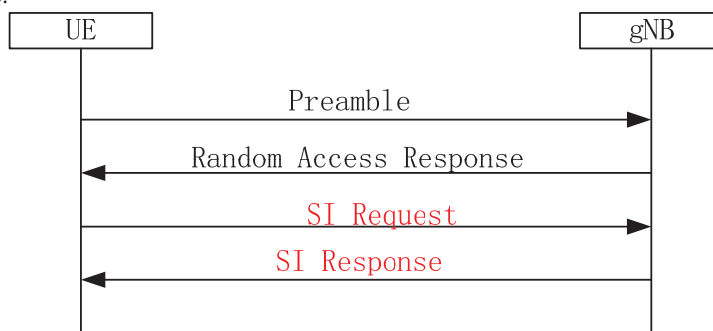 UE gNB
Preamble
Random Access Response
SI Request
SI Response